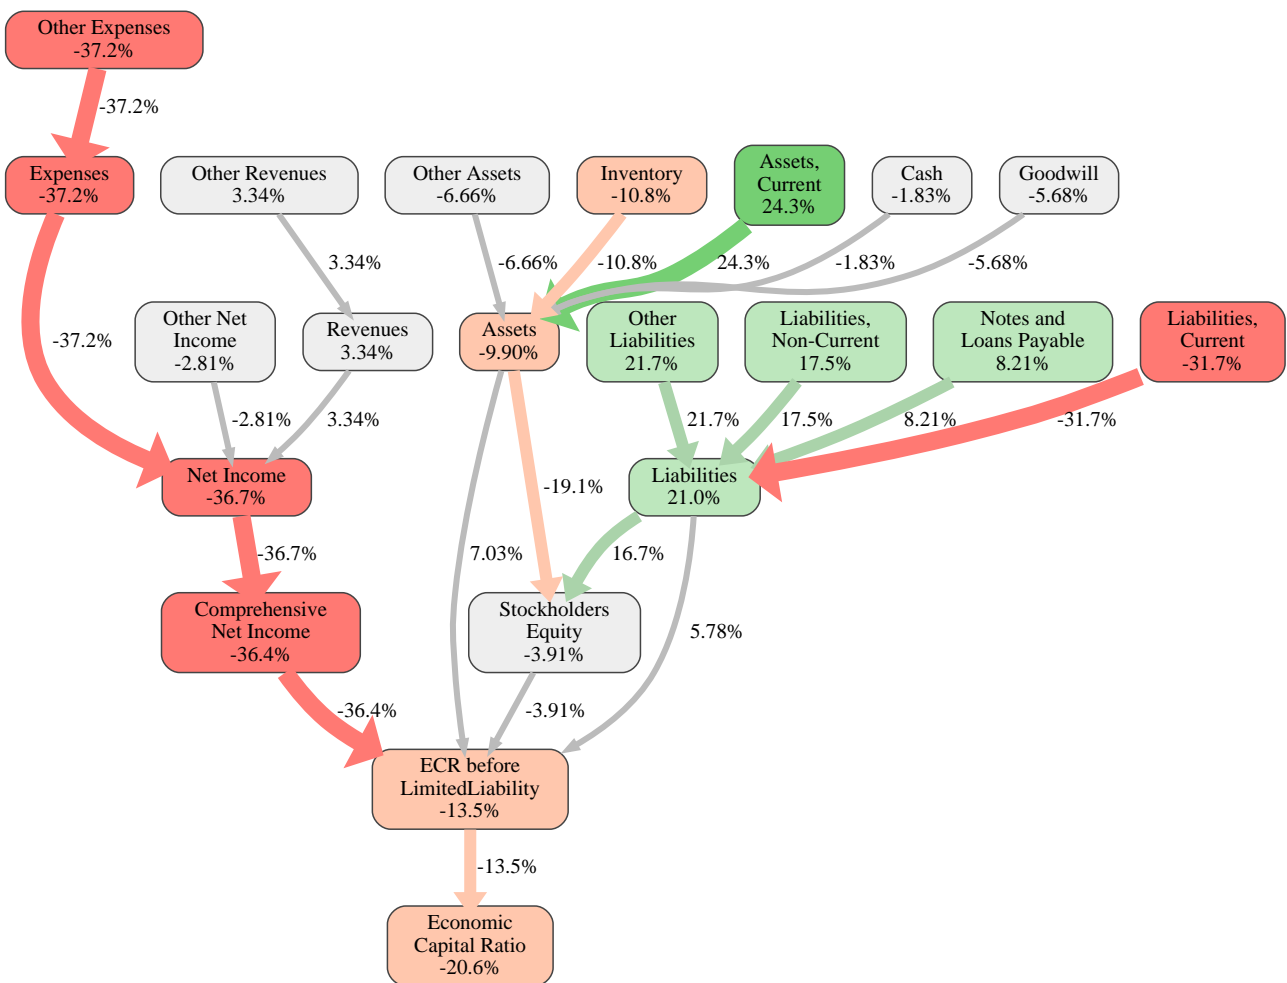 Other Expenses
-37.2%
-37.2%
Expenses
-37.2%
Other Revenues
3.34%
Other Assets
-6.66%
Inventory
-10.8%
Assets,
Current
24.3%
Cash
-1.83%
Goodwill
-5.68%
3.34%
-6.66%
-10.8%
24.3%
-1.83%
-5.68%
-37.2%
Other Net
Income
-2.81%
Revenues
3.34%
Assets
-9.90%
Other
Liabilities
21.7%
Liabilities,
Non-Current
17.5%
Notes and
Loans Payable
8.21%
Liabilities,
Current
-31.7%
-2.81%
3.34%
21.7%
17.5%
8.21%
-31.7%
Net Income
-36.7%
-19.1%
Liabilities
21.0%
-36.7%
7.03%
16.7%
Comprehensive
Net Income
-36.4%
Stockholders
Equity
-3.91%
5.78%
-36.4%
-3.91%
ECR before
LimitedLiability
-13.5%
-13.5%
Economic
Capital Ratio
-20.6%